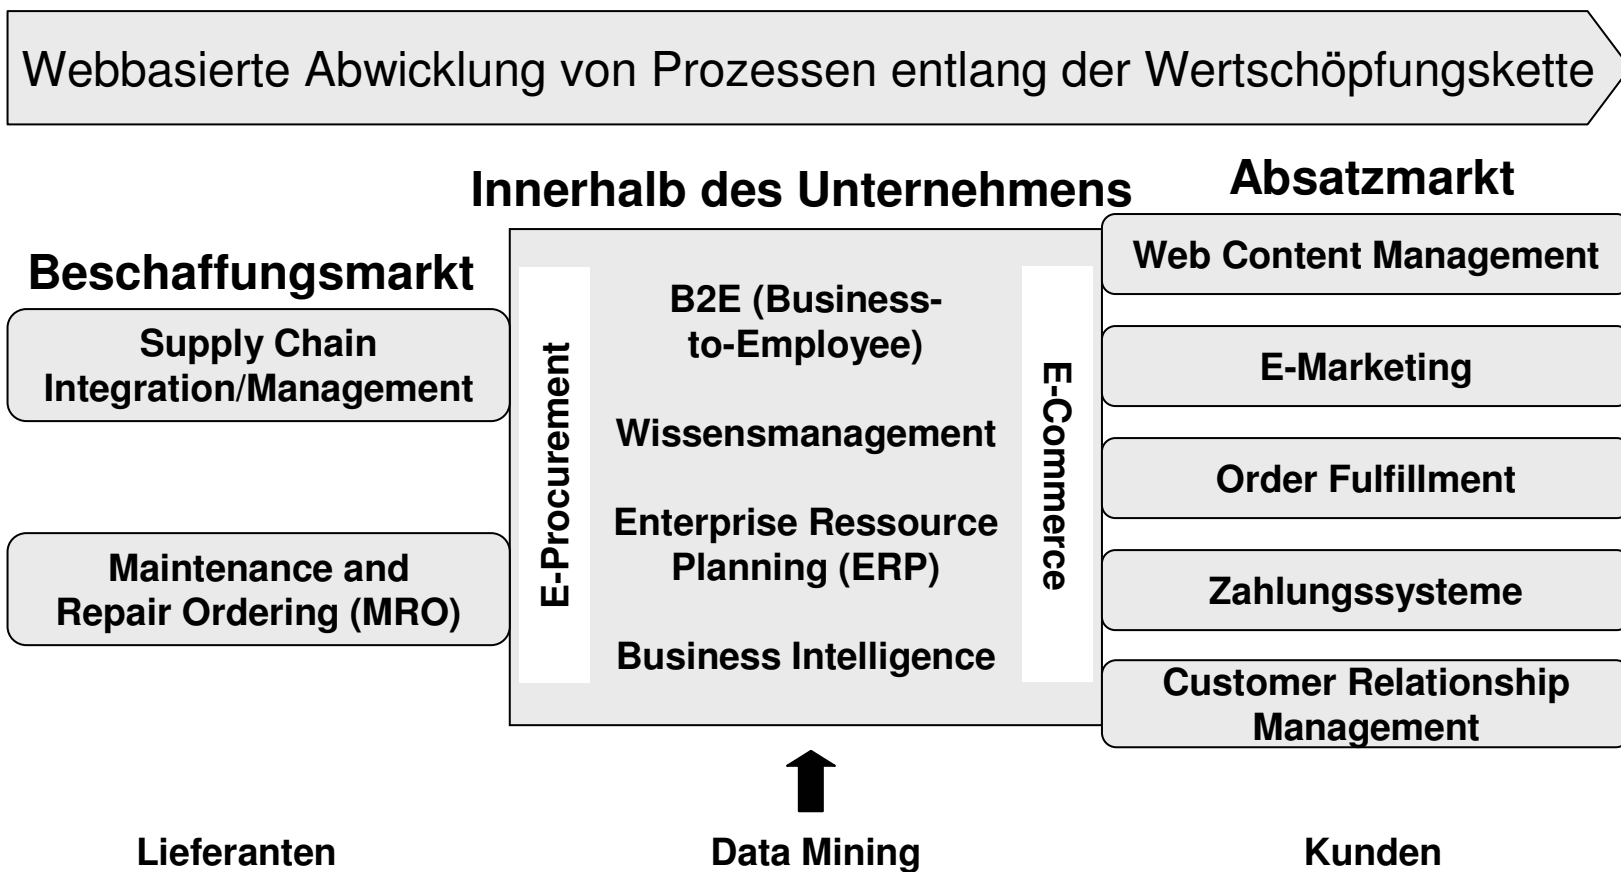 Webbasierte Abwicklung von Prozessen entlang der Wertschöpfungskette
Beschaffungsmarkt
Supply Chain
Integration/Management
Maintenance and
Repair Ordering (MRO)
Lieferanten
Innerhalb des Unternehmens
E-Procurement
B2E (Business-
to-Employee)
Wissensmanagement
Enterprise Ressource
Planning (ERP)
Business Intelligence
E-Commerce
Data Mining
Absatzmarkt
Web Content Management
E-Marketing
Order Fulfillment
Zahlungssysteme
Customer Relationship
Management
Kunden